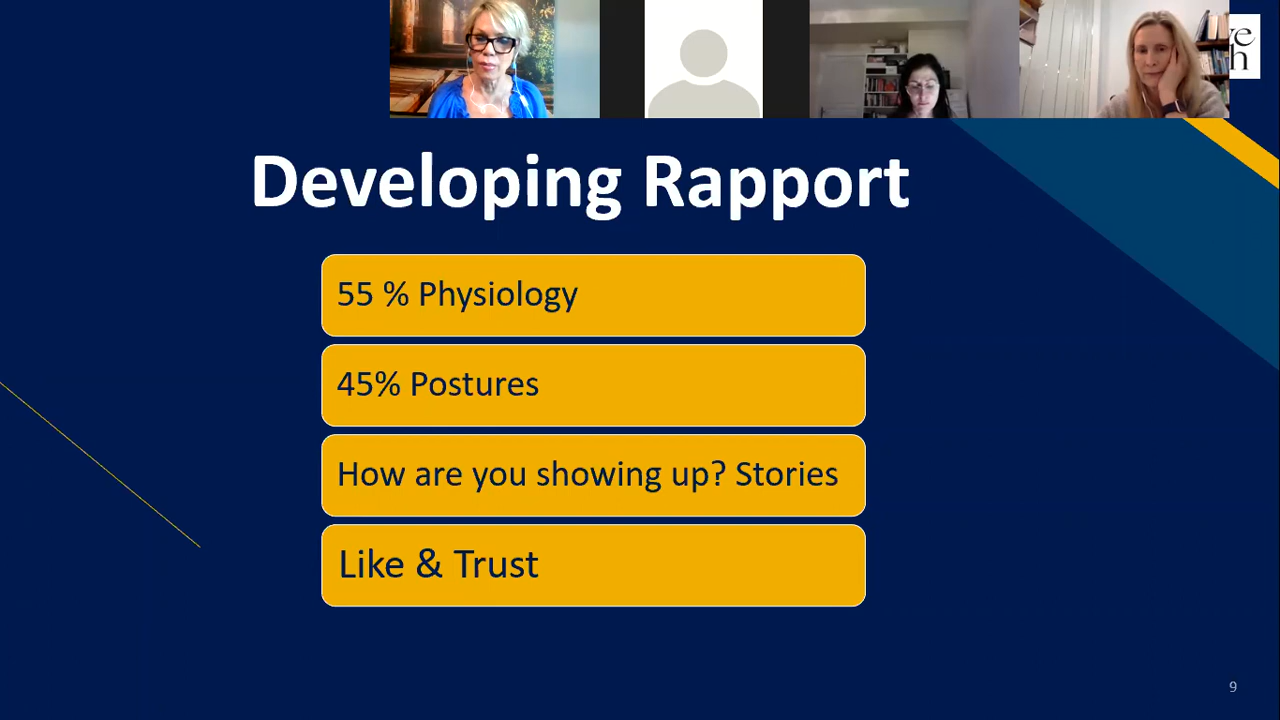 Developing Rapport
55 % Physiology
45% Postures
How are you showing up? Stories
Like & Trust
9